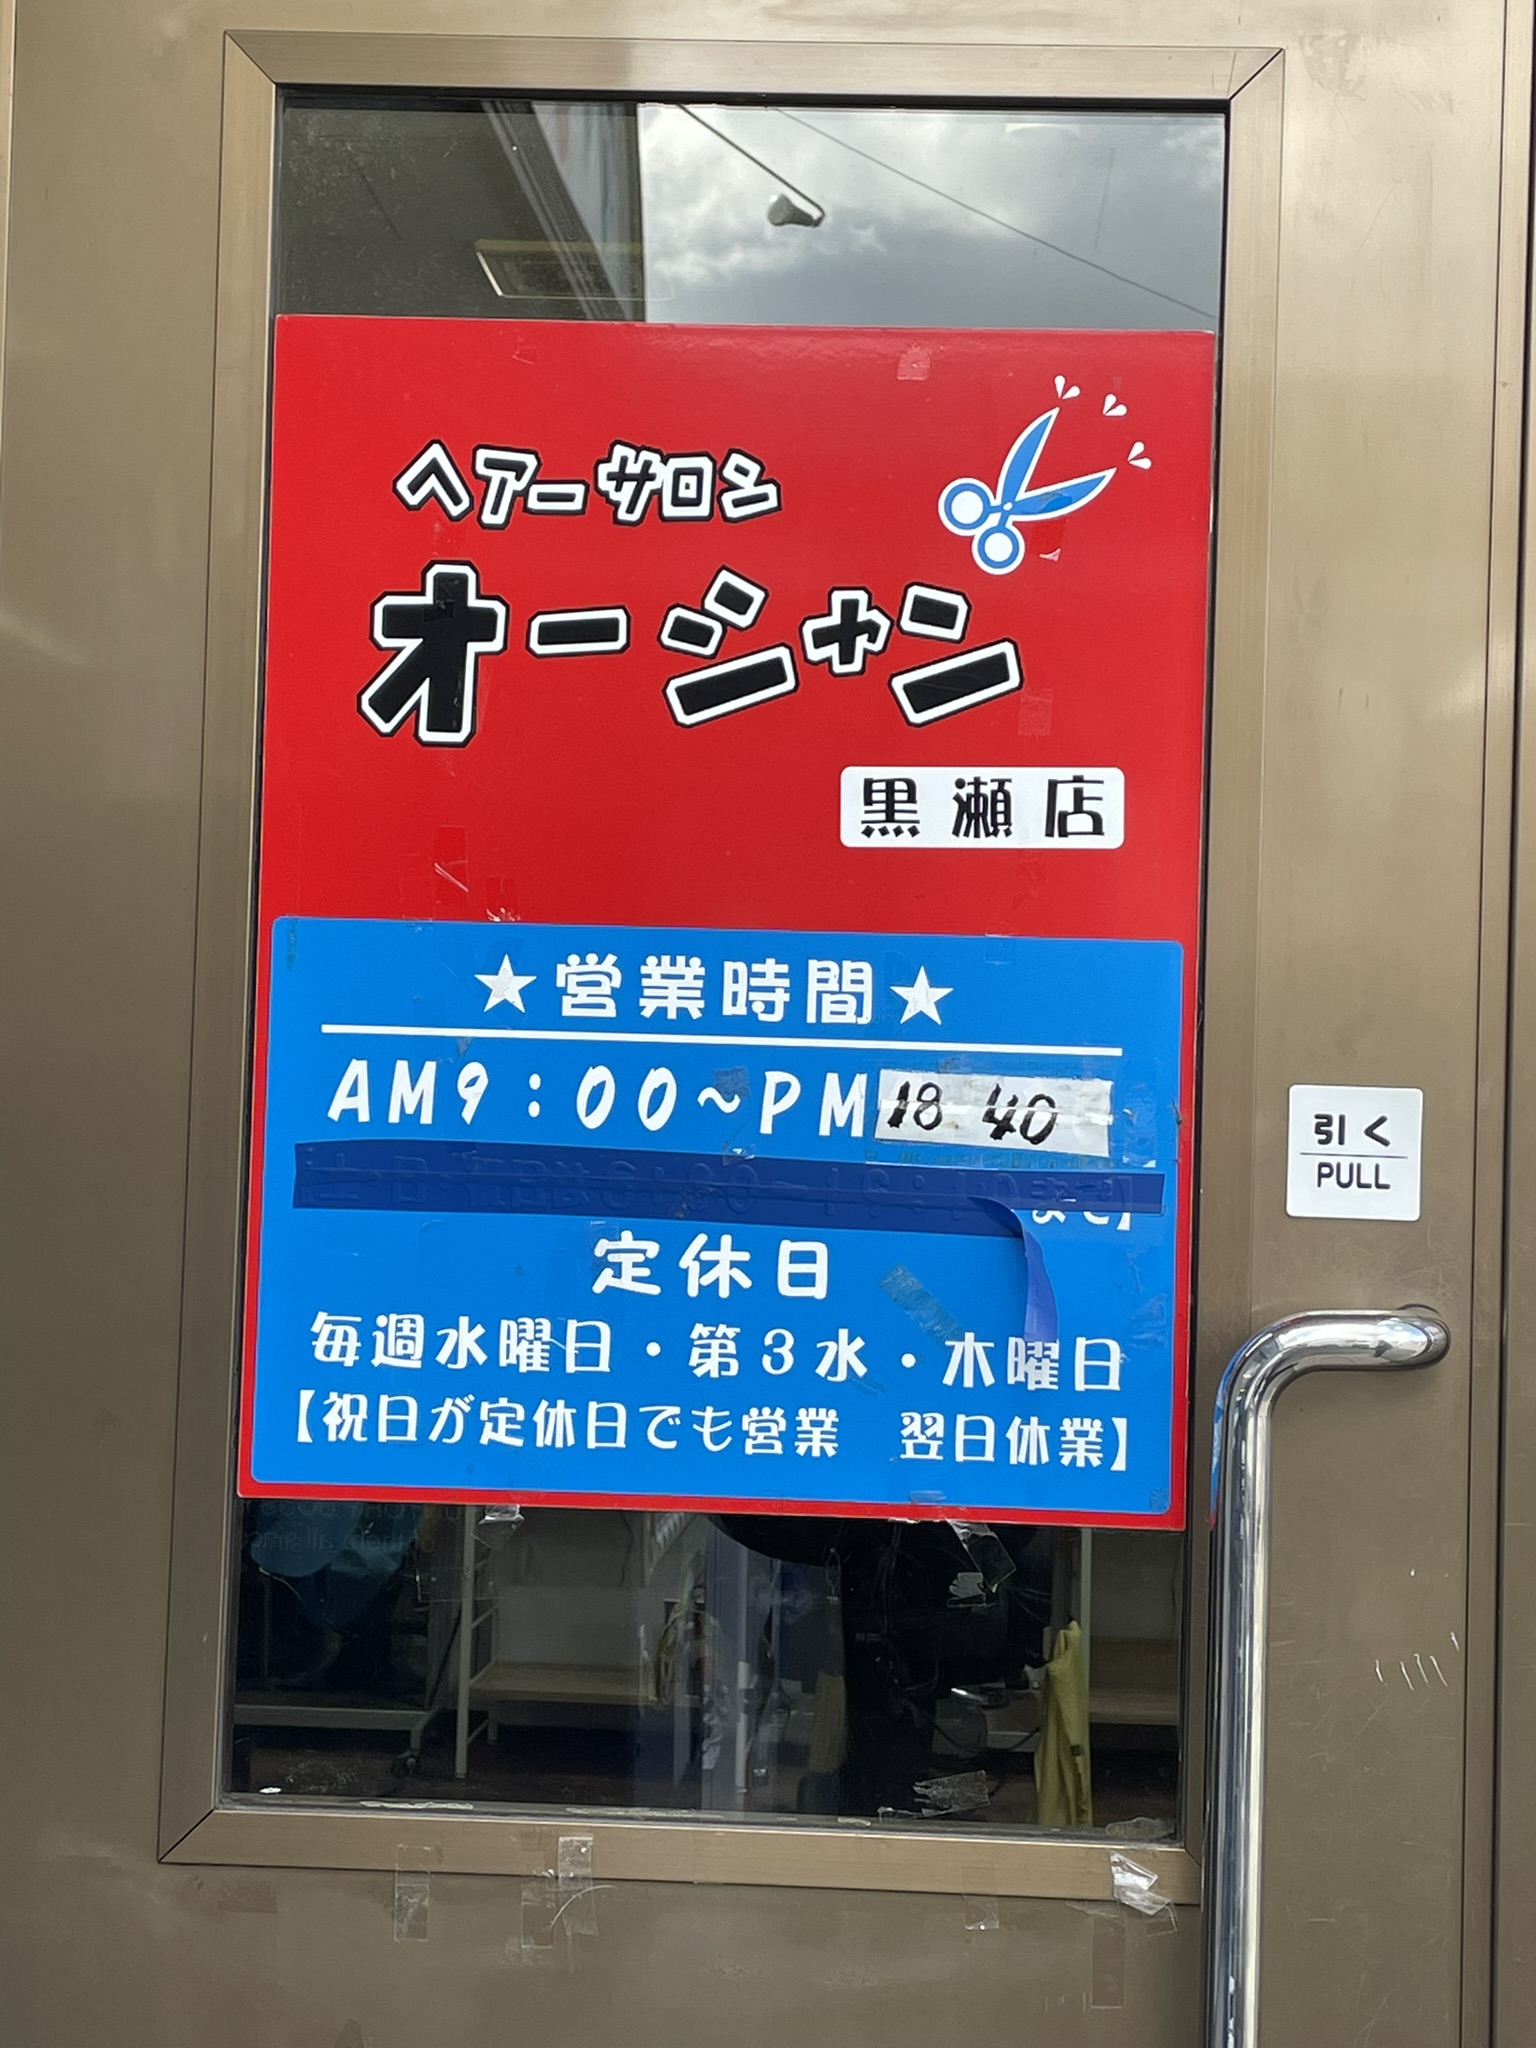 ヘアーサロン
オーシャン
黒瀬店
★営業時間★
AM9:00~PM18 40
まで】
定休日
毎週水曜日・第3水・木曜日
【祝日が定休日でも営業 翌日休業】
引く
PULL